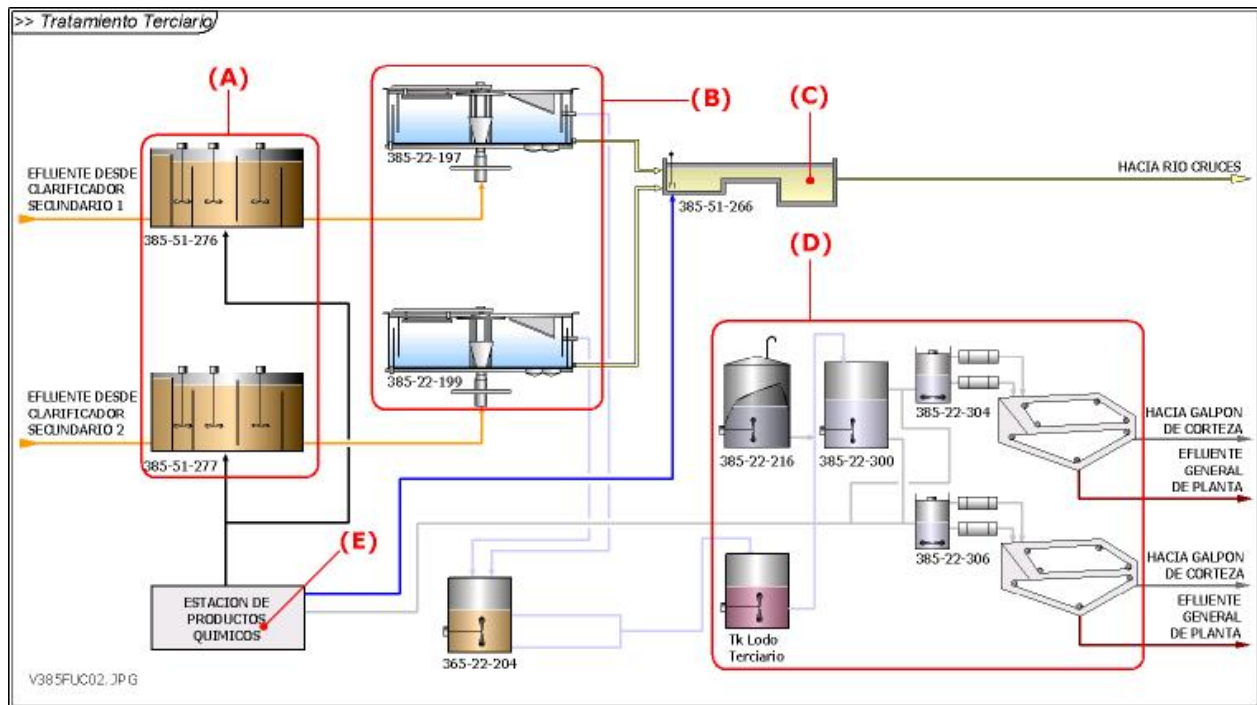 >> Tratamiento Terciario
(A)
(B)
(C)
EFLUENTE DESDE
CLARIFICADOR
SECUNDARIO 1
385-51-276
385-22-197
385-51-266
HACIA RIO CRUCES
(D)
EFLUENTE DESDE
CLARIFICADOR
SECUNDARIO 2
385-51-277
385-22-199
385-22-216
385-22-300
385-22-304
HACIA GALPON
DE CORTEZA
EFLUENTE
GENERAL
DE PLANTA
(E)
ESTACION DE
PRODUCTOS
QUIMICOS
365-22-204
Tk Lodo
Terciario
385-22-306
HACIA GALPON
DE CORTEZA
EFLUENTE
GENERAL
DE PLANTA
V385FUC02.JPG